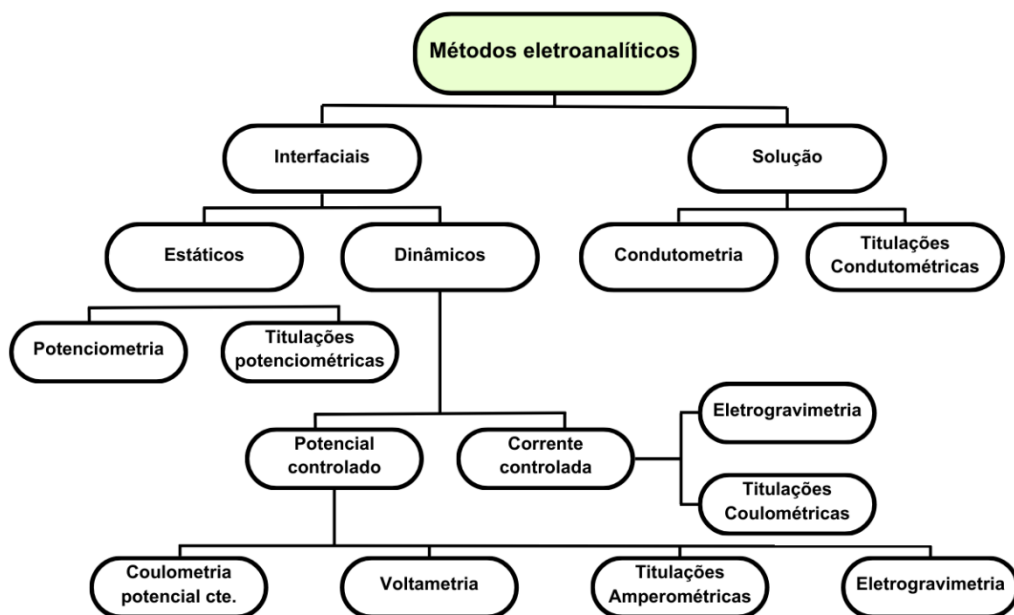 Métodos eletroanalíticos
Interfaciais
Solução
Estáticos
Dinâmicos
Condutometria
Titulações
Condutométricas
Potenciometria
Titulações
potenciométricas
Potencial
controlado
Corrente
controlada
Eletrogravimetria
Titulações
Coulométricas
Coulometria
potencial cte.
Voltametria
Titulações
Amperométricas
Eletrogravimetria